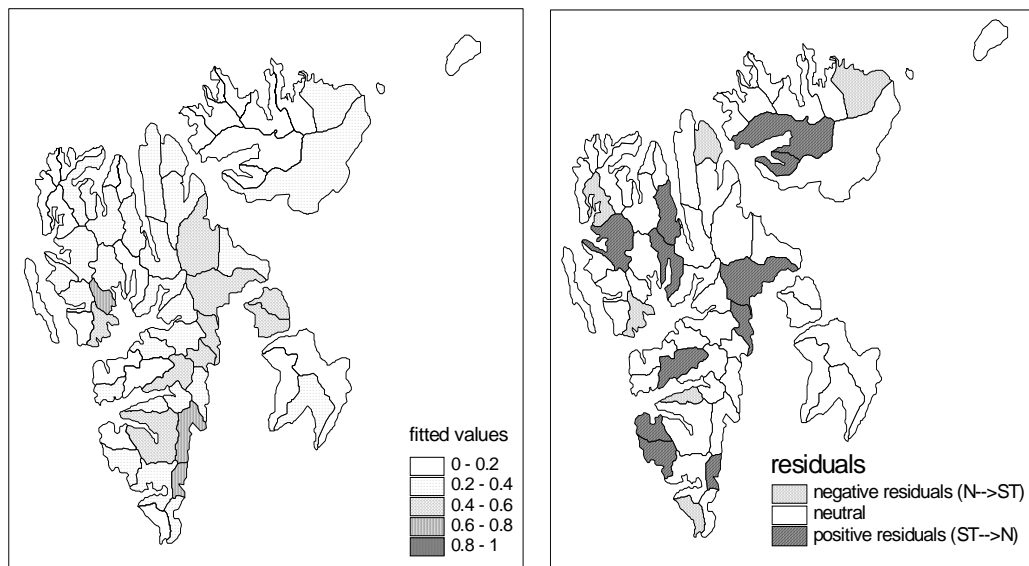 fitted values
0 - 0.2
0.2 - 0.4
0.4 - 0.6
0.6 - 0.8
0.8 - 1
residuals
negative residuals (N-->ST)
neutral
positive residuals (ST-->N)